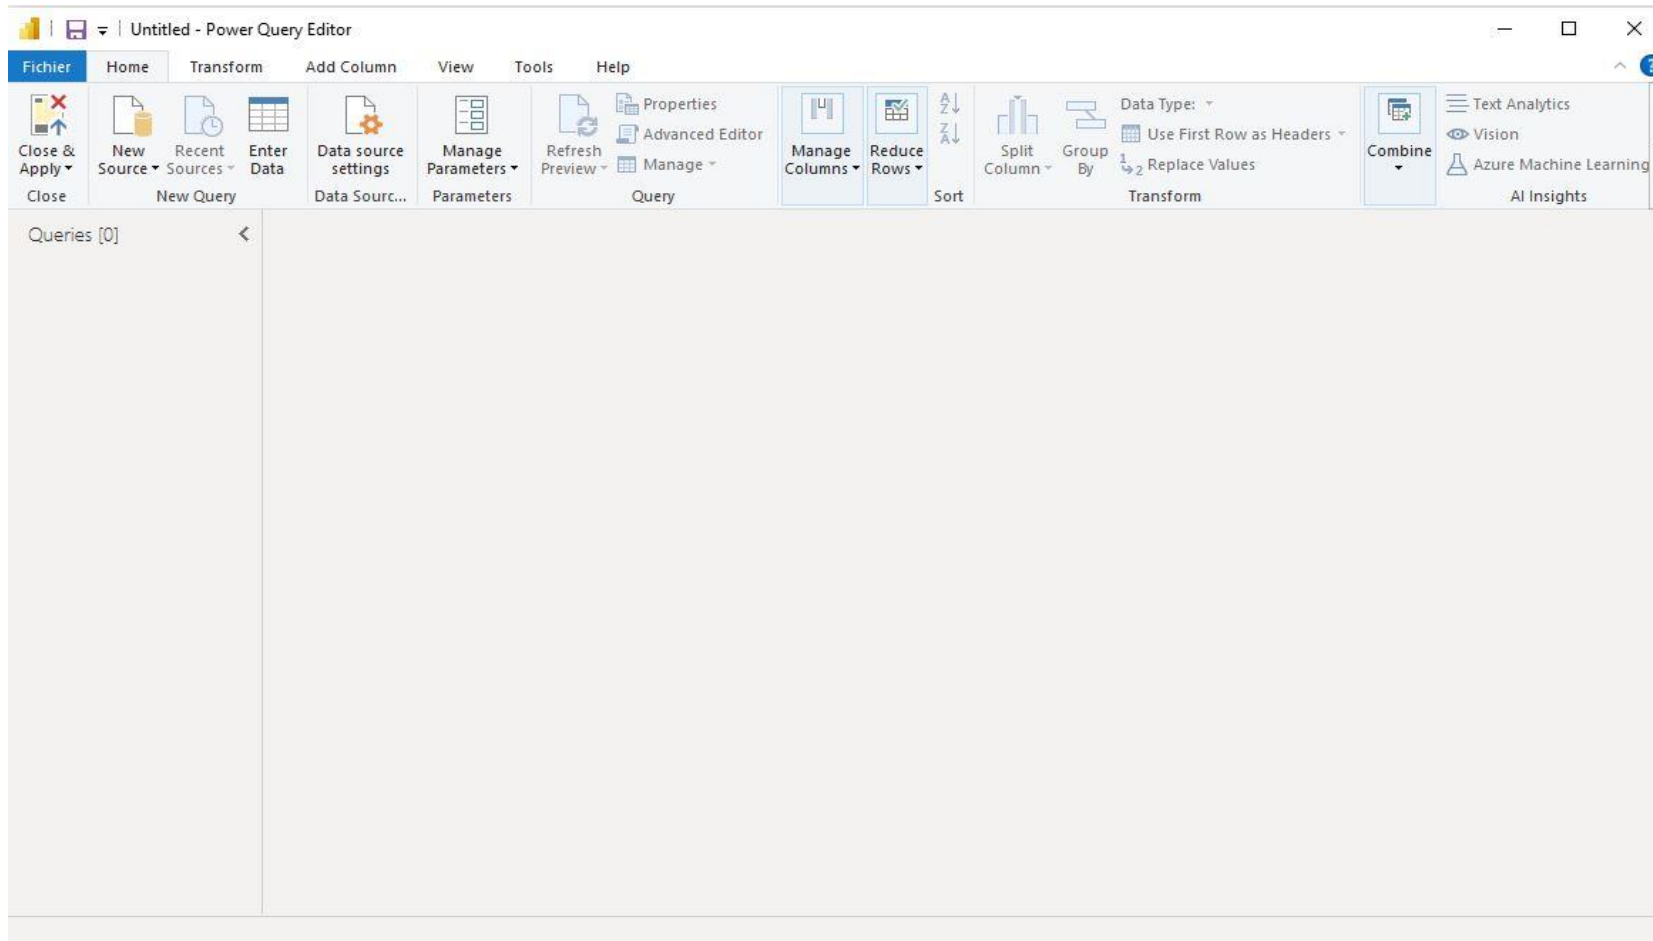 Untitled - Power Query Editor
Fichier Home Transform Add Column View Tools Help
Close & Apply
Close
New Source
Recent Sources
Enter Data
New Query
Data source settings
Data Sourc...
Manage Parameters
Parameters
Refresh Preview
Properties
Advanced Editor
Manage
Query
Manage Columns
Reduce Rows
Sort
Split Column
Group By
Data Type:
Use First Row as Headers
Replace Values
Transform
Combine
Text Analytics
Vision
Azure Machine Learning
AI Insights
Queries [0]